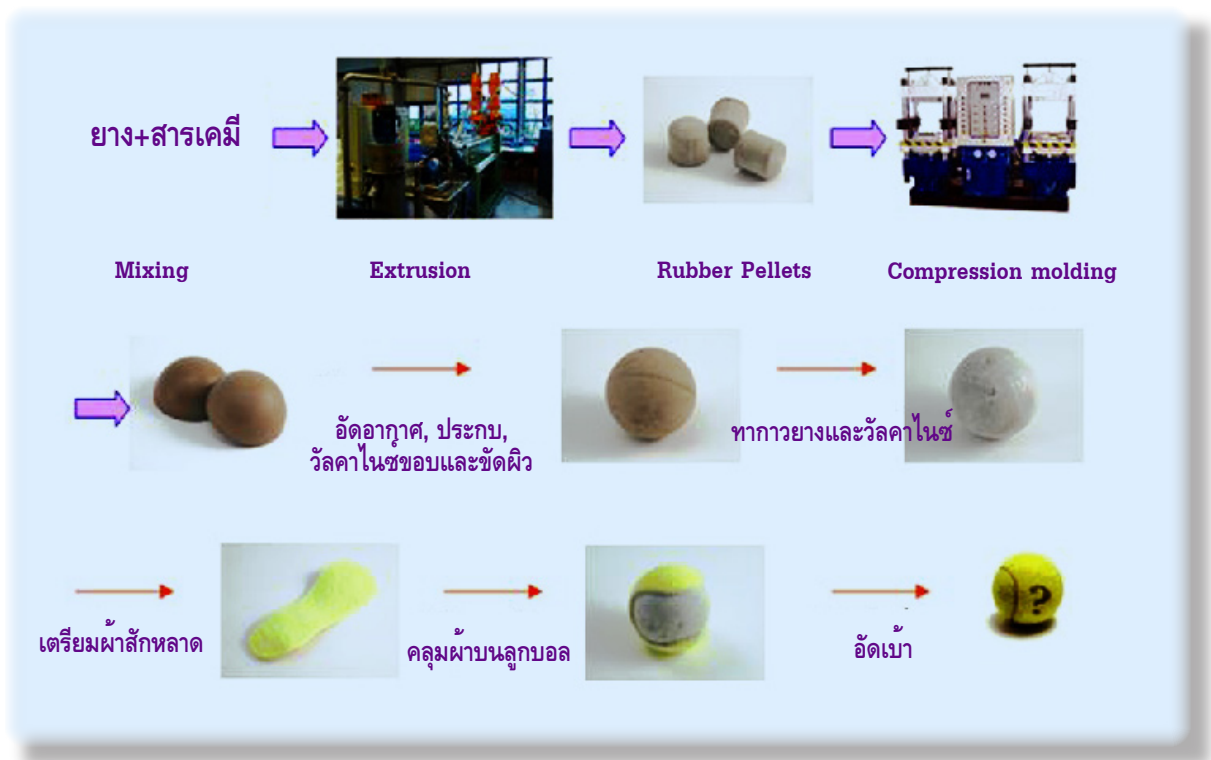 ยาง+สารเคมี
Mixing
Extrusion
Rubber Pellets
Compression molding
อัดอากาศ, ประกบ,
วัลคาไนซ์ขอบและขัดผิว
ทากาวยางและวัลคาไนซ์
เตรียมผ้าสักหลาด
คลุมผ้าบนลูกบอล
อัดเบ้า
?